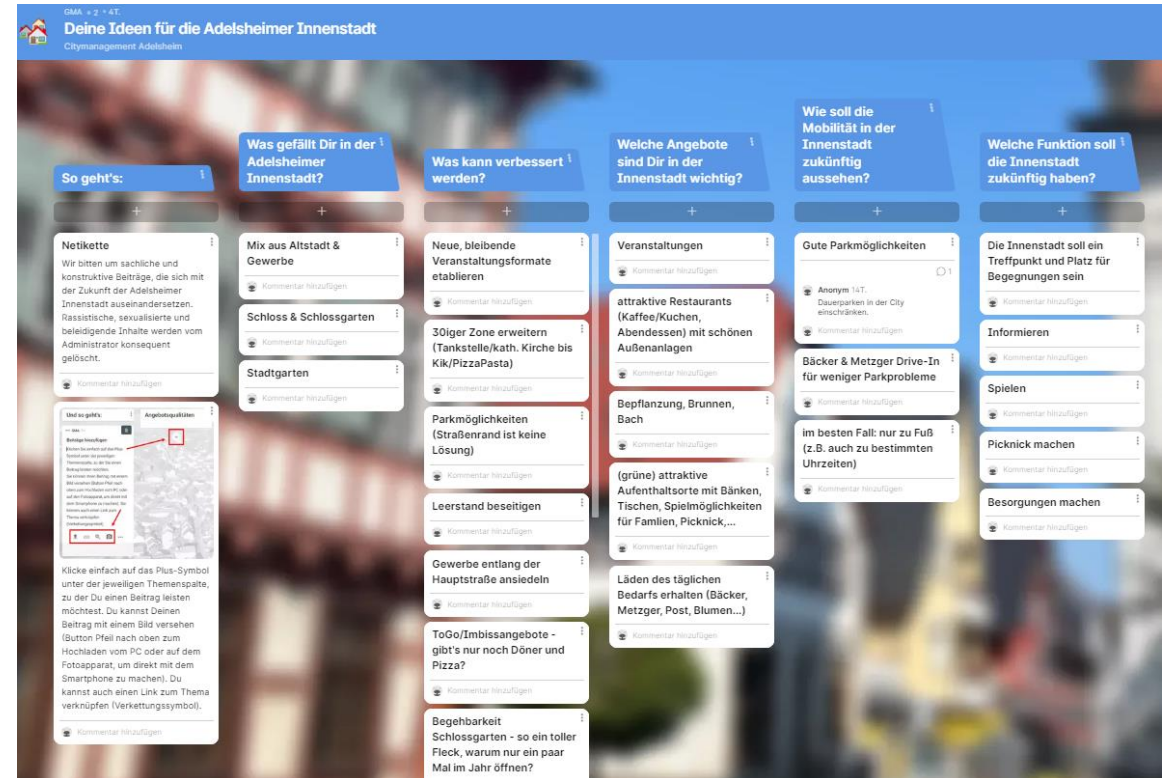 GMA + 2 • 4T.
Deine Ideen für die Adelsheimer Innenstadt
Citymanagement Adelsheim
So geht's:
Netikette
Wir bitten um sachliche und
konstruktive Beiträge, die sich mit
der Zukunft der Adelsheimer
Innenstadt auseinandersetzen.
Rassistische, sexualisierte und
beleidigende Inhalte werden vom
Administrator konsequent
gelöscht.
Kommentar hinzufügen
Und so geht's:
Angebotsqualitäten
Beiträge hinzufügen
Klicke einfach auf das Plus-Symbol
unter der jeweiligen Themenspalte,
zu der Du einen Beitrag leisten
möchtest. Du kannst Deinen
Beitrag mit einem Bild versehen
(Button Pfeil nach oben zum
Hochladen vom PC oder auf dem
Fotoapparat, um direkt mit dem
Smartphone zu machen). Du
kannst auch einen Link zum Thema
verknüpfen (Verkettungssymbol).
Kommentar hinzufügen
Was gefällt Dir in der
Adelsheimer
Innenstadt?
Mix aus Altstadt &
Gewerbe
Kommentar hinzufügen
Schloss & Schlossgarten
Kommentar hinzufügen
Stadtgarten
Kommentar hinzufügen
Was kann verbessert
werden?
Neue, bleibende
Veranstaltungsformate
etablieren
Kommentar hinzufügen
30iger Zone erweitern
(Tankstelle/kath. Kirche bis
Kik/PizzaPasta)
Kommentar hinzufügen
Parkmöglichkeiten
(Straßenrand ist keine
Lösung)
Kommentar hinzufügen
Leerstand beseitigen
Kommentar hinzufügen
Gewerbe entlang der
Hauptstraße ansiedeln
Kommentar hinzufügen
ToGo/Imbissangebote -
gibt's nur noch Döner und
Pizza?
Kommentar hinzufügen
Begehbarkeit
Schlossgarten - so ein toller
Fleck, warum nur ein paar
Mal im Jahr öffnen?
Welche Angebote
sind Dir in der
Innenstadt wichtig?
Veranstaltungen
Kommentar hinzufügen
attraktive Restaurants
(Kaffee/Kuchen,
Abendessen) mit schönen
Außenanlagen
Kommentar hinzufügen
Bepflanzung, Brunnen,
Bach
Kommentar hinzufügen
(grüne) attraktive
Aufenthaltsorte mit Bänken,
Tischen, Spielmöglichkeiten
für Famlien, Picknick,...
Kommentar hinzufügen
Läden des täglichen
Bedarfs erhalten (Bäcker,
Metzger, Post, Blumen...)
Kommentar hinzufügen
Wie soll die
Mobilität in der
Innenstadt
zukünftig
aussehen?
Gute Parkmöglichkeiten
1
Anonym 14T.
Dauerparken in der City
einschränken.
Kommentar hinzufügen
Bäcker & Metzger Drive-In
für weniger Parkprobleme
Kommentar hinzufügen
im besten Fall: nur zu Fuß
(z.B. auch zu bestimmten
Uhrzeiten)
Kommentar hinzufügen
Welche Funktion soll
die Innenstadt
zukünftig haben?
Die Innenstadt soll ein
Treffpunkt und Platz für
Begegnungen sein
Kommentar hinzufügen
Informieren
Kommentar hinzufügen
Spielen
Kommentar hinzufügen
Picknick machen
Kommentar hinzufügen
Besorgungen machen
Kommentar hinzufügen